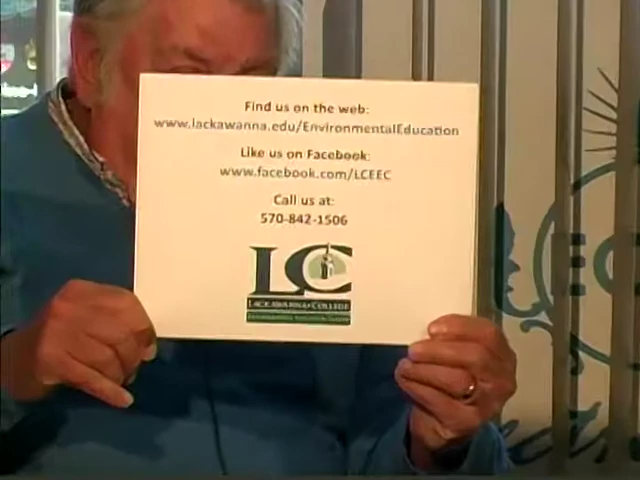 Find us on the web:
www.lackawanna.edu/EnvironmentalEducation
Like us on Facebook:
www.facebook.com/LCEEC
Call us at:
570-842-1506
LC
LACKAWANNA COLLEGE